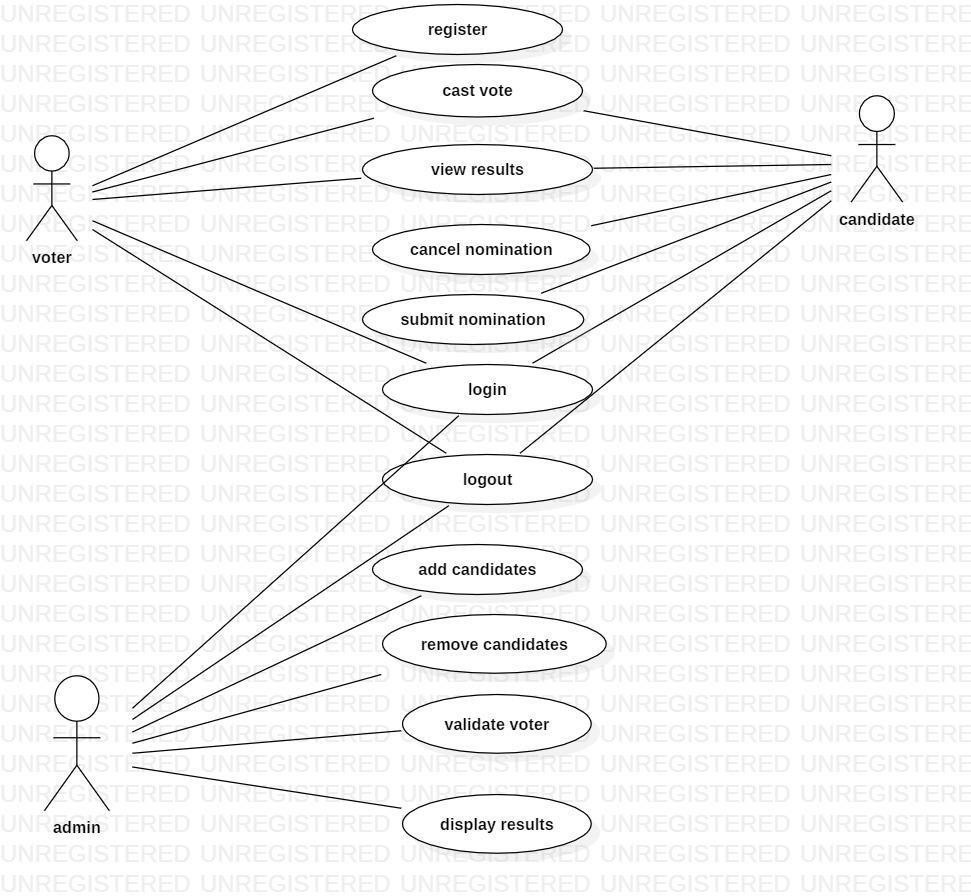 register
cast vote
view results
candidate
cancel nomination
voter
submit nomination
login
logout
add candidates
remove candidates
validate voter
display results
admin
UNREGISTERED